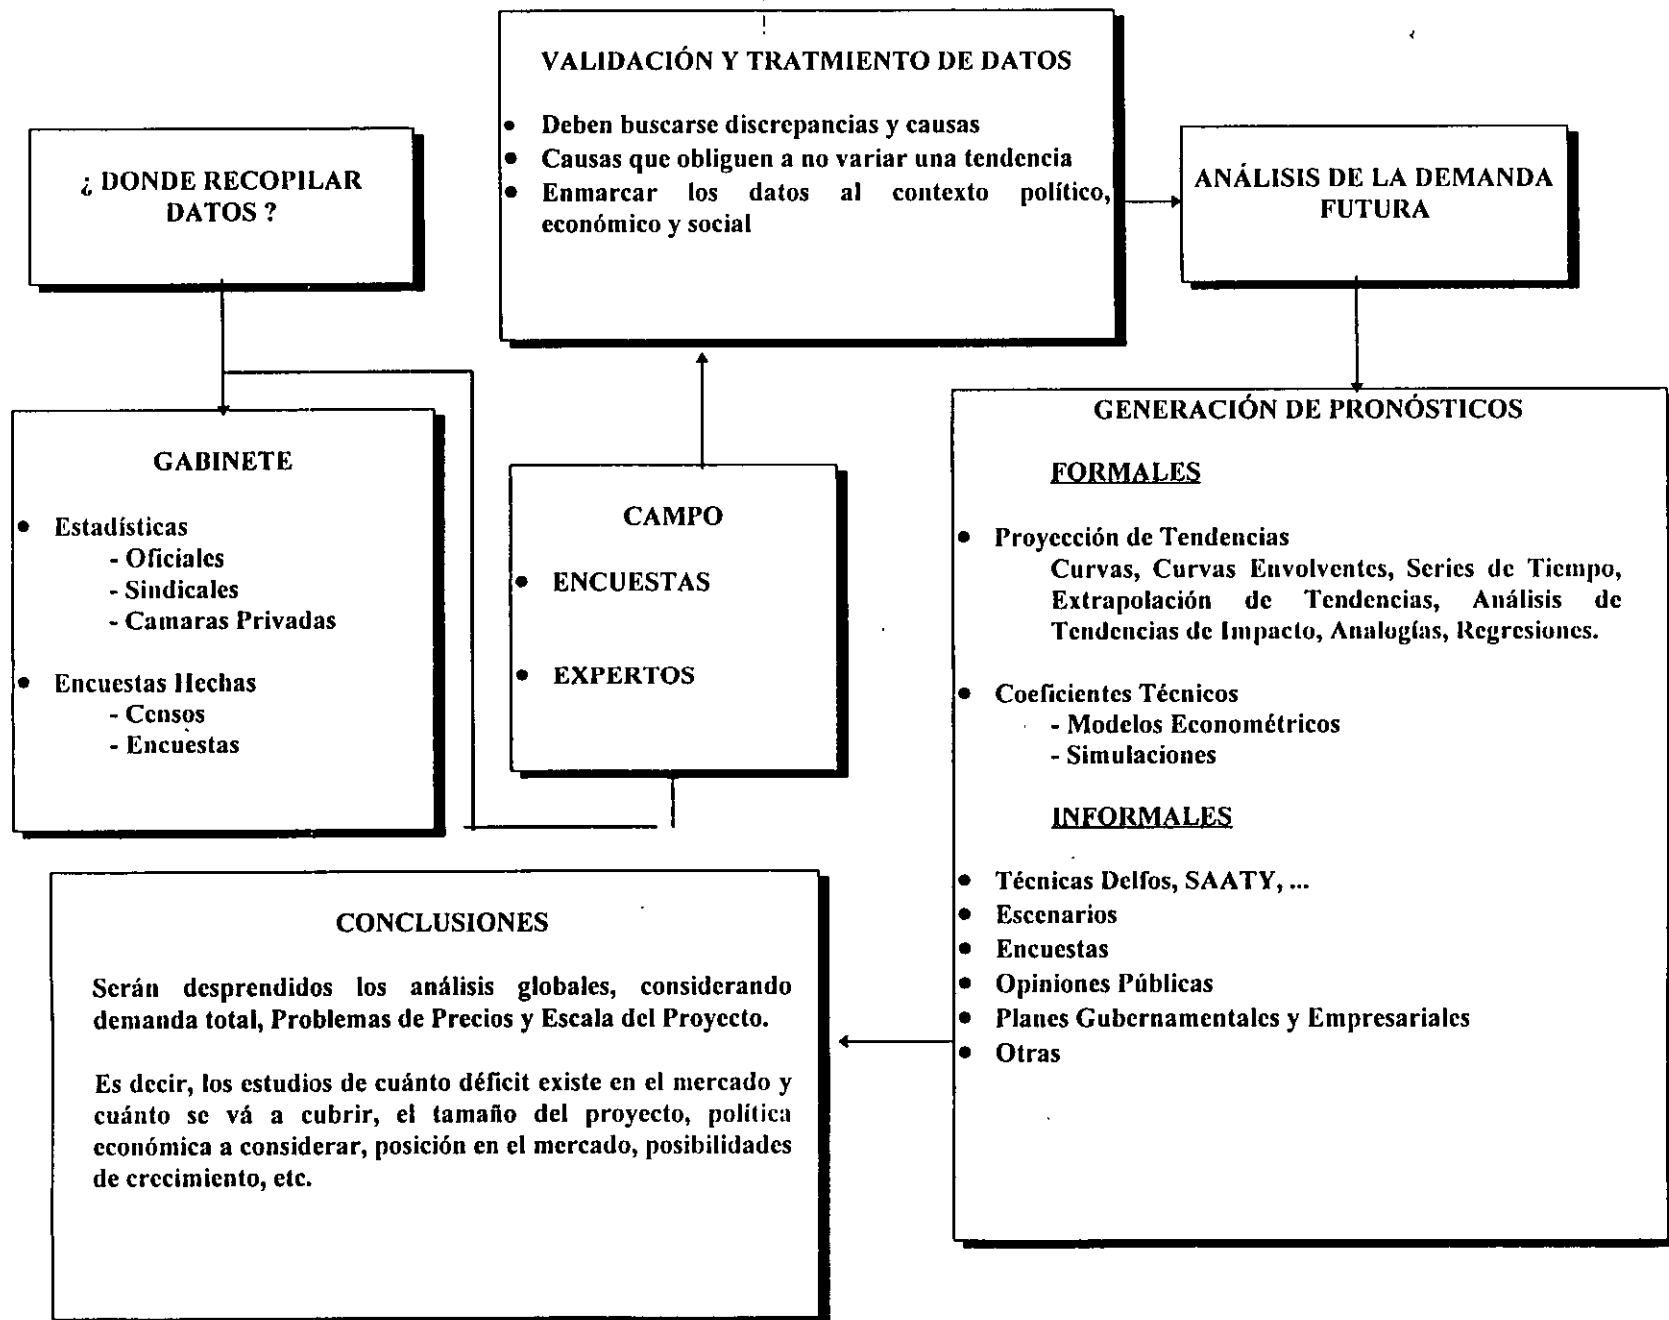 ¿ DONDE RECOPILAR
DATOS ?
GABINETE
• Estadísticas
- Oficiales
- Sindicales
- Camaras Privadas
• Encuestas Hechas
- Censos
- Encuestas
CAMPO
• ENCUESTAS
• EXPERTOS
VALIDACIÓN Y TRATMIENTO DE DATOS
• Deben buscarse discrepancias y causas
• Causas que obliguen a no variar una tendencia
• Enmarcar los datos al contexto político,
económico y social
ANÁLISIS DE LA DEMANDA
FUTURA
GENERACIÓN DE PRONÓSTICOS
FORMALES
• Proyección de Tendencias
Curvas, Curvas Envolventes, Series de Tiempo,
Extrapolación de Tendencias, Análisis de
Tendencias de Impacto, Analogías, Regresiones.
• Coeficientes Técnicos
- Modelos Econométricos
- Simulaciones
INFORMALES
• Técnicas Delfos, SAATY, ...
• Escenarios
• Encuestas
• Opiniones Públicas
• Planes Gubernamentales y Empresariales
• Otras
CONCLUSIONES
Serán desprendidos los análisis globales, considerando
demanda total, Problemas de Precios y Escala del Proyecto.
Es decir, los estudios de cuánto déficit existe en el mercado y
cuánto se vá a cubrir, el tamaño del proyecto, política
económica a considerar, posición en el mercado, posibilidades
de crecimiento, etc.